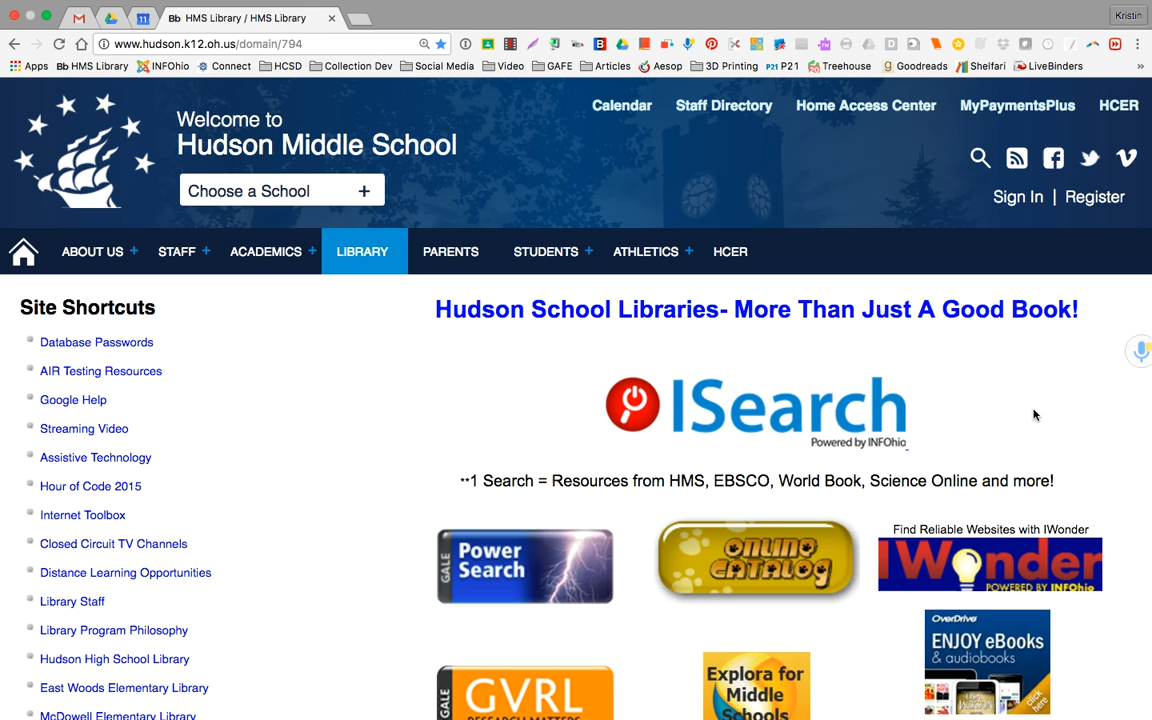 Bb HMS Library / HMS Library
Kristin
www.hudson.k12.oh.us/domain/794
Apps
Bb HMS Library
INFOhio
Connect
HCSD
Collection Dev
Social Media
Video
GAFE
Articles
Aesop
3D Printing
P21 P21
Treehouse
Goodreads
Shelfari
LiveBinders
»
Calendar
Staff Directory
Home Access Center
MyPaymentsPlus
HCER
Welcome to
Hudson Middle School
Choose a School +
Sign In | Register
ABOUT US +
STAFF +
ACADEMICS +
LIBRARY
PARENTS
STUDENTS +
ATHLETICS +
HCER
Site Shortcuts
Database Passwords
AIR Testing Resources
Google Help
Streaming Video
Assistive Technology
Hour of Code 2015
Internet Toolbox
Closed Circuit TV Channels
Distance Learning Opportunities
Library Staff
Library Program Philosophy
Hudson High School Library
East Woods Elementary Library
McDowell Elementary Library
Hudson School Libraries- More Than Just A Good Book!
ISearch
Powered by INFOhio
**1 Search = Resources from HMS, EBSCO, World Book, Science Online and more!
GALE
Power
Search
ONLINE
CATALOG
Find Reliable Websites with IWonder
IWonder
POWERED BY INFOhio
OverDrive
ENJOY eBooks
& audiobooks
click
here
GALE
GVRL
RESEARCH MATTERS
Explora for
Middle
Schools